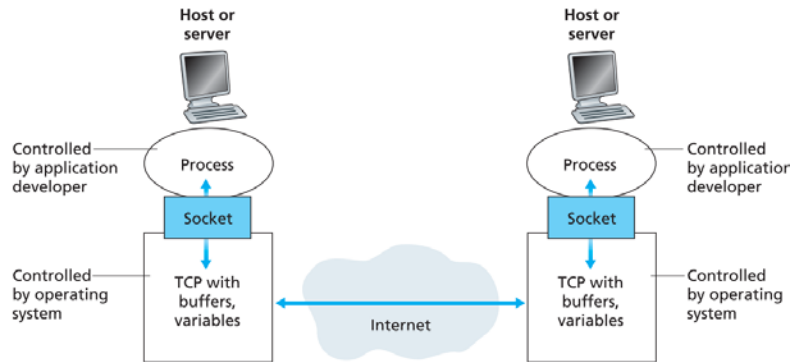 Host or
server
Host or
server
Controlled
by application
developer
Process
Process
Controlled
by application
developer
Socket
Socket
Controlled
by operating
system
TCP with
buffers,
variables
Internet
TCP with
buffers,
variables
Controlled
by operating
system